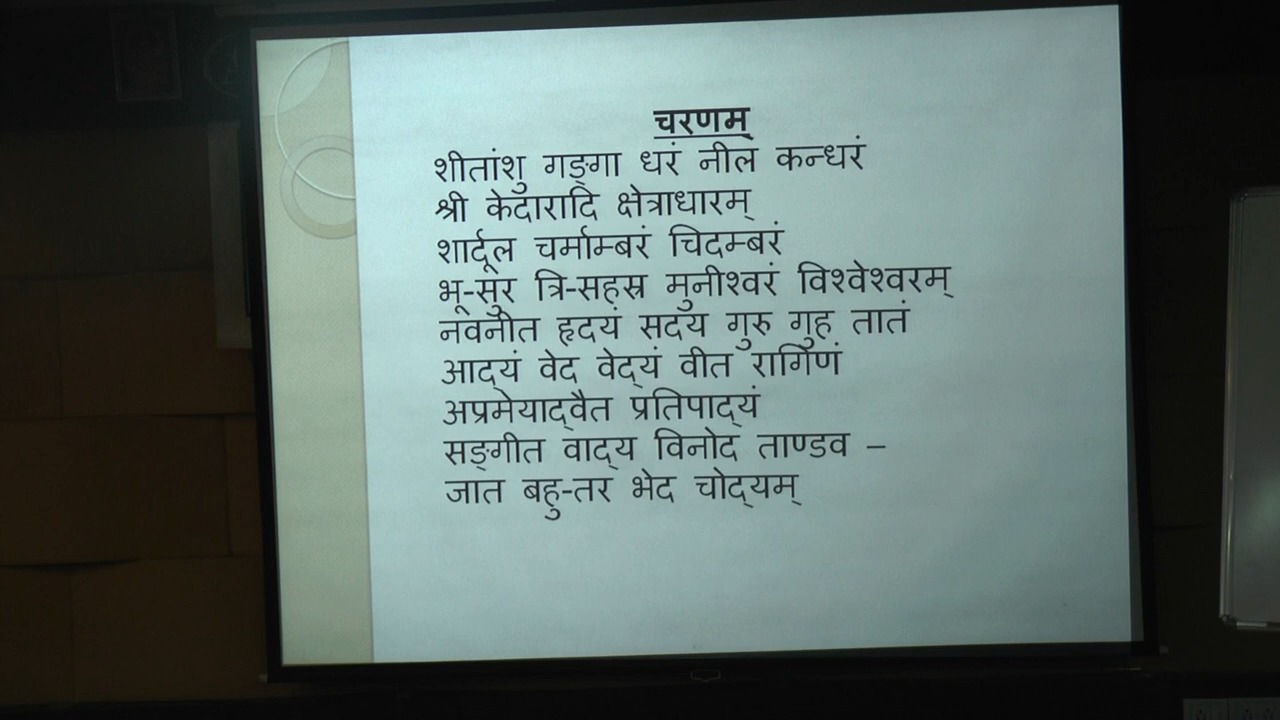 चरणम्
शीतांशु गङ्गा धरं नील कन्धरं
श्री केदारादि क्षेत्राधारम्
शार्दूल चर्माम्बरं चिदम्बरं
भू-सुर त्रि-सहस्र मुनीश्वरं विश्वेश्वरम्
नवनीत हृदयं सदय गुरु गुह तातं
आद्यं वेद वेद्यं वीत रागिणं
अप्रमेयाद्वैत प्रतिपाद्यं
सङ्गीत वाद्य विनोद ताण्डव –
जात बहु-तर भेद चोद्यम्